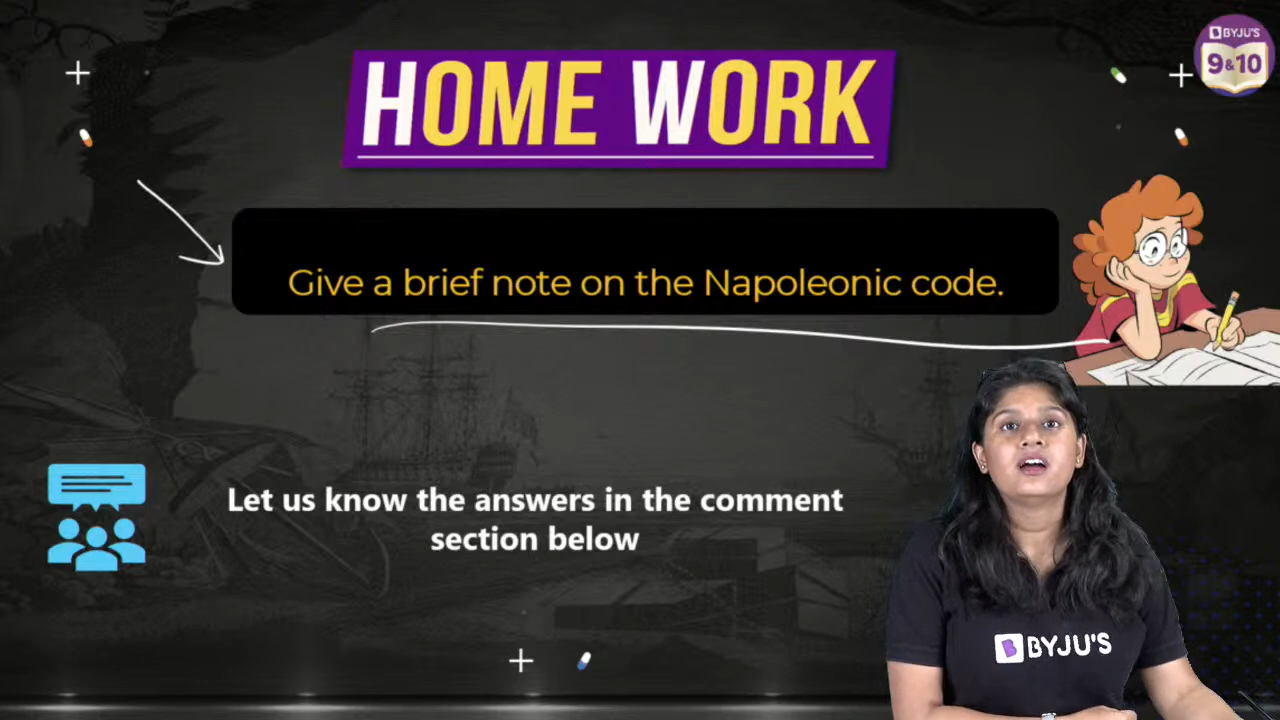 BYJU'S
9&10
HOME WORK
Give a brief note on the Napoleonic code.
Let us know the answers in the comment
section below
BYJU'S